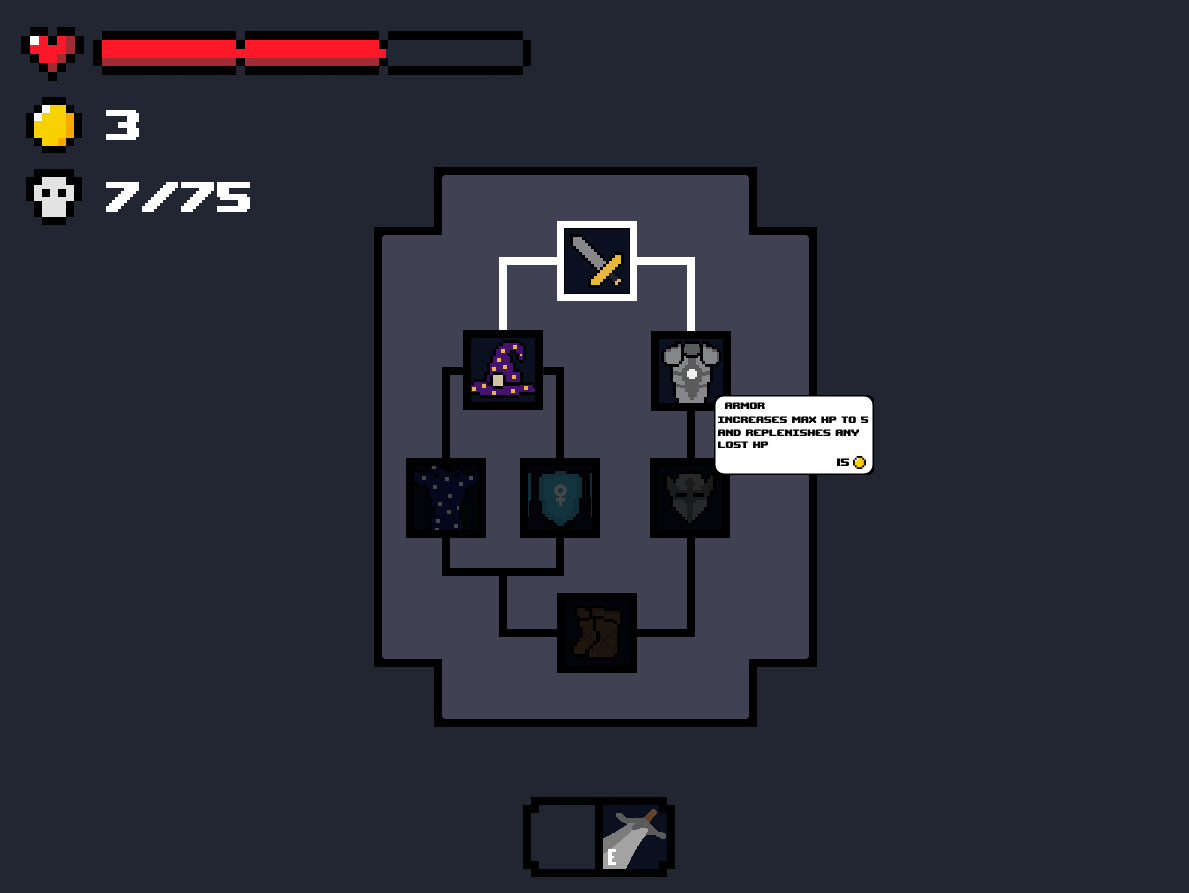 3
7/75
ARMOR
INCREASES MAX HP TO 5
AND REPLENISHES ANY
LOST HP
15
E